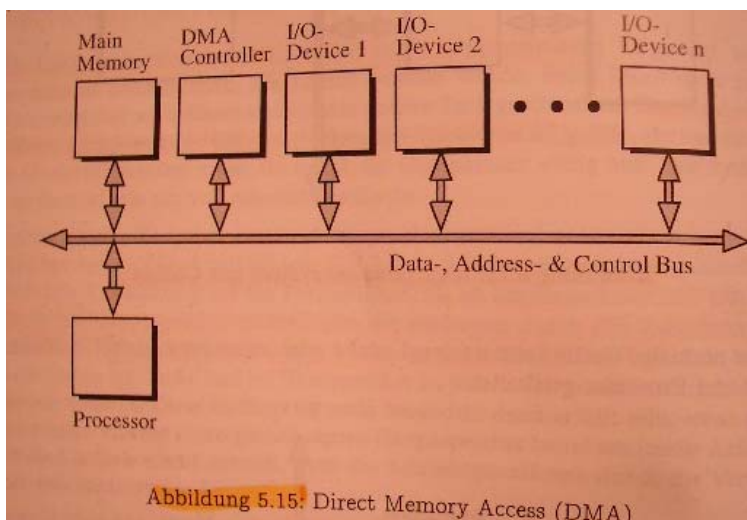 Main
Memory
DMA
Controller
I/O-
Device 1
I/O-
Device 2
I/O-
Device n
Data-, Address- & Control Bus
Processor
Abbildung 5.15: Direct Memory Access (DMA)